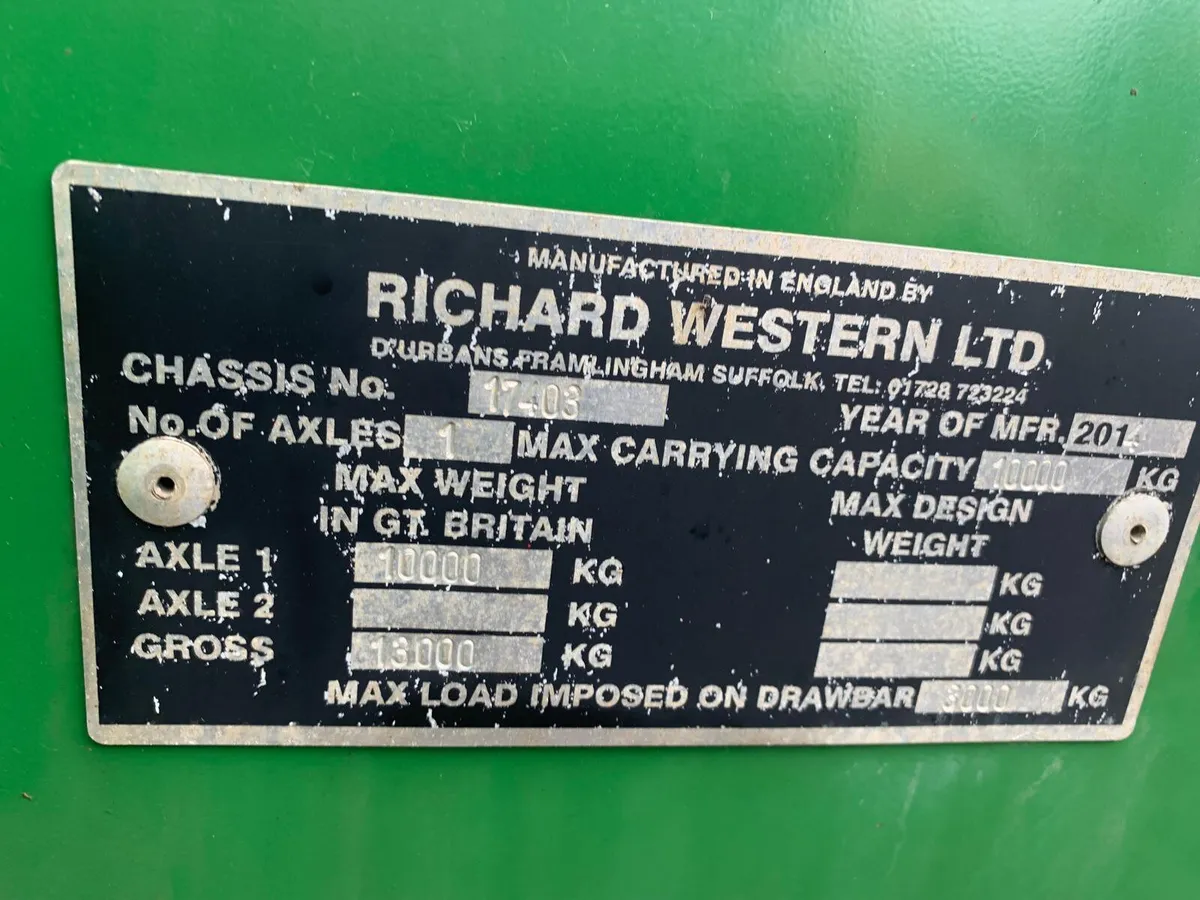 MANUFACTURED IN ENGLAND BY
RICHARD WESTERN LTD
D'URBANS FRAMLINGHAM SUFFOLK. TEL: 01728 723224
CHASSIS No. 17403
YEAR OF MFR. 2014
No. OF AXLES 1 MAX CARRYING CAPACITY 10000 KG
MAX WEIGHT IN GT. BRITAIN
MAX DESIGN WEIGHT
AXLE 1 10000 KG KG
AXLE 2 KG KG
GROSS 13000 KG KG
MAX LOAD IMPOSED ON DRAWBAR 3000 KG